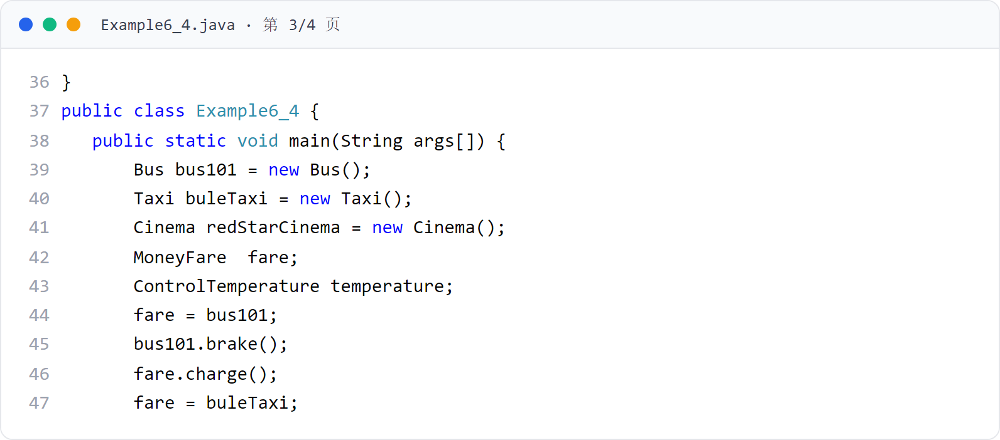 Example6_4.java · 第 3/4 页
36 }
37 public class Example6_4 {
38    public static void main(String args[]) {
39        Bus bus101 = new Bus();
40        Taxi buleTaxi = new Taxi();
41        Cinema redStarCinema = new Cinema();
42        MoneyFare  fare;
43        ControlTemperature temperature;
44        fare = bus101;
45        bus101.brake();
46        fare.charge();
47        fare = buleTaxi;